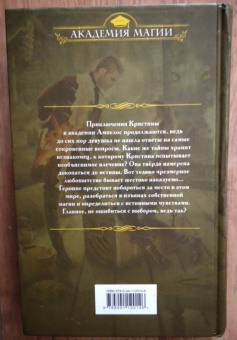 АКАДЕМИЯ МАГИИ
Приключения Кристины
в академии Амиелос продолжаются, ведь
до сих пор девушка не нашла ответы на самые
сокровенные вопросы. Какие же тайны хранит
незнакомец, к которому Кристина испытывает
необъяснимое влечение? Она твёрдо намерена
докопаться до истины. Вот только чрезмерное
любопытство бывает жестоко наказуемо...
Героине предстоит побороться за место в этом
мире, разобраться в изъянах собственной
магии и определиться с истинными чувствами.
Главное, не ошибиться с выбором, ведь так?